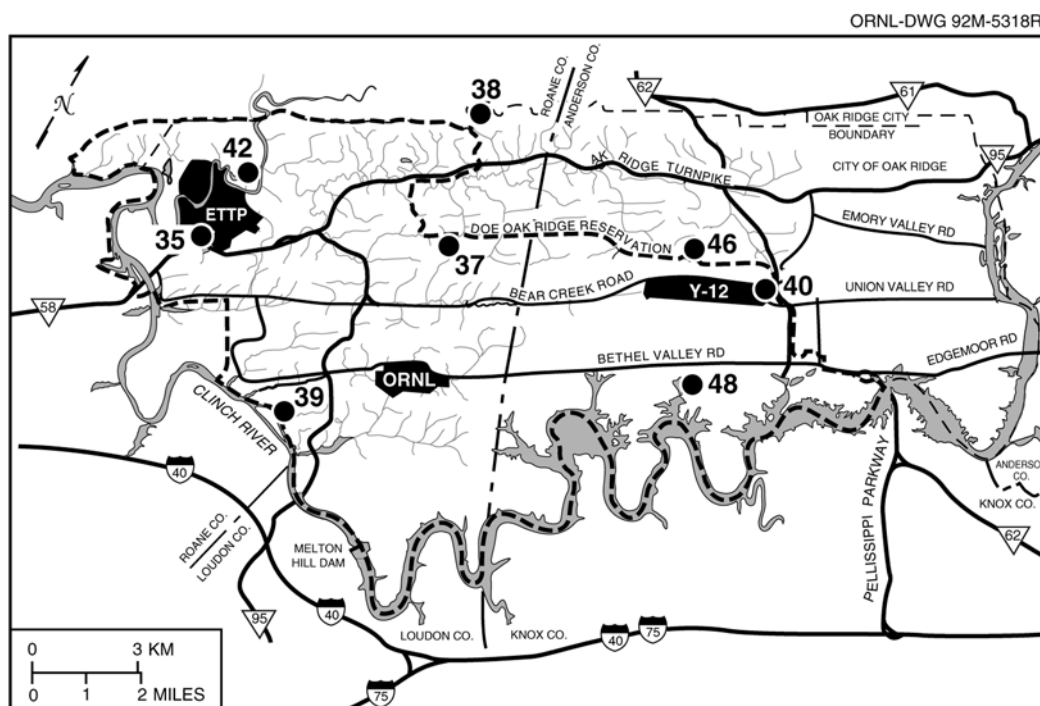 ORNL-DWG 92M-5318R
N
38
ROANE CO.
ANDERSON CO.
62
61
OAK RIDGE CITY
BOUNDARY
95
CITY OF OAK RIDGE
42
AK RIDGE TURNPIKE
ETTP
35
EMORY VALLEY RD
DOE OAK RIDGE RESERVATION
46
37
BEAR CREEK ROAD
Y-12
40
UNION VALLEY RD
58
BETHEL VALLEY RD
EDGEMOOR RD
ORNL
48
39
CLINCH RIVER
40
ROANE CO.
LOUDON CO.
PELLISSIPPI PARKWAY
ANDERSON
CO.
KNOX CO.
62
MELTON
HILL DAM
95
40
LOUDON CO.
KNOX CO.
40
75
75
0 3 KM
0 1 2 MILES